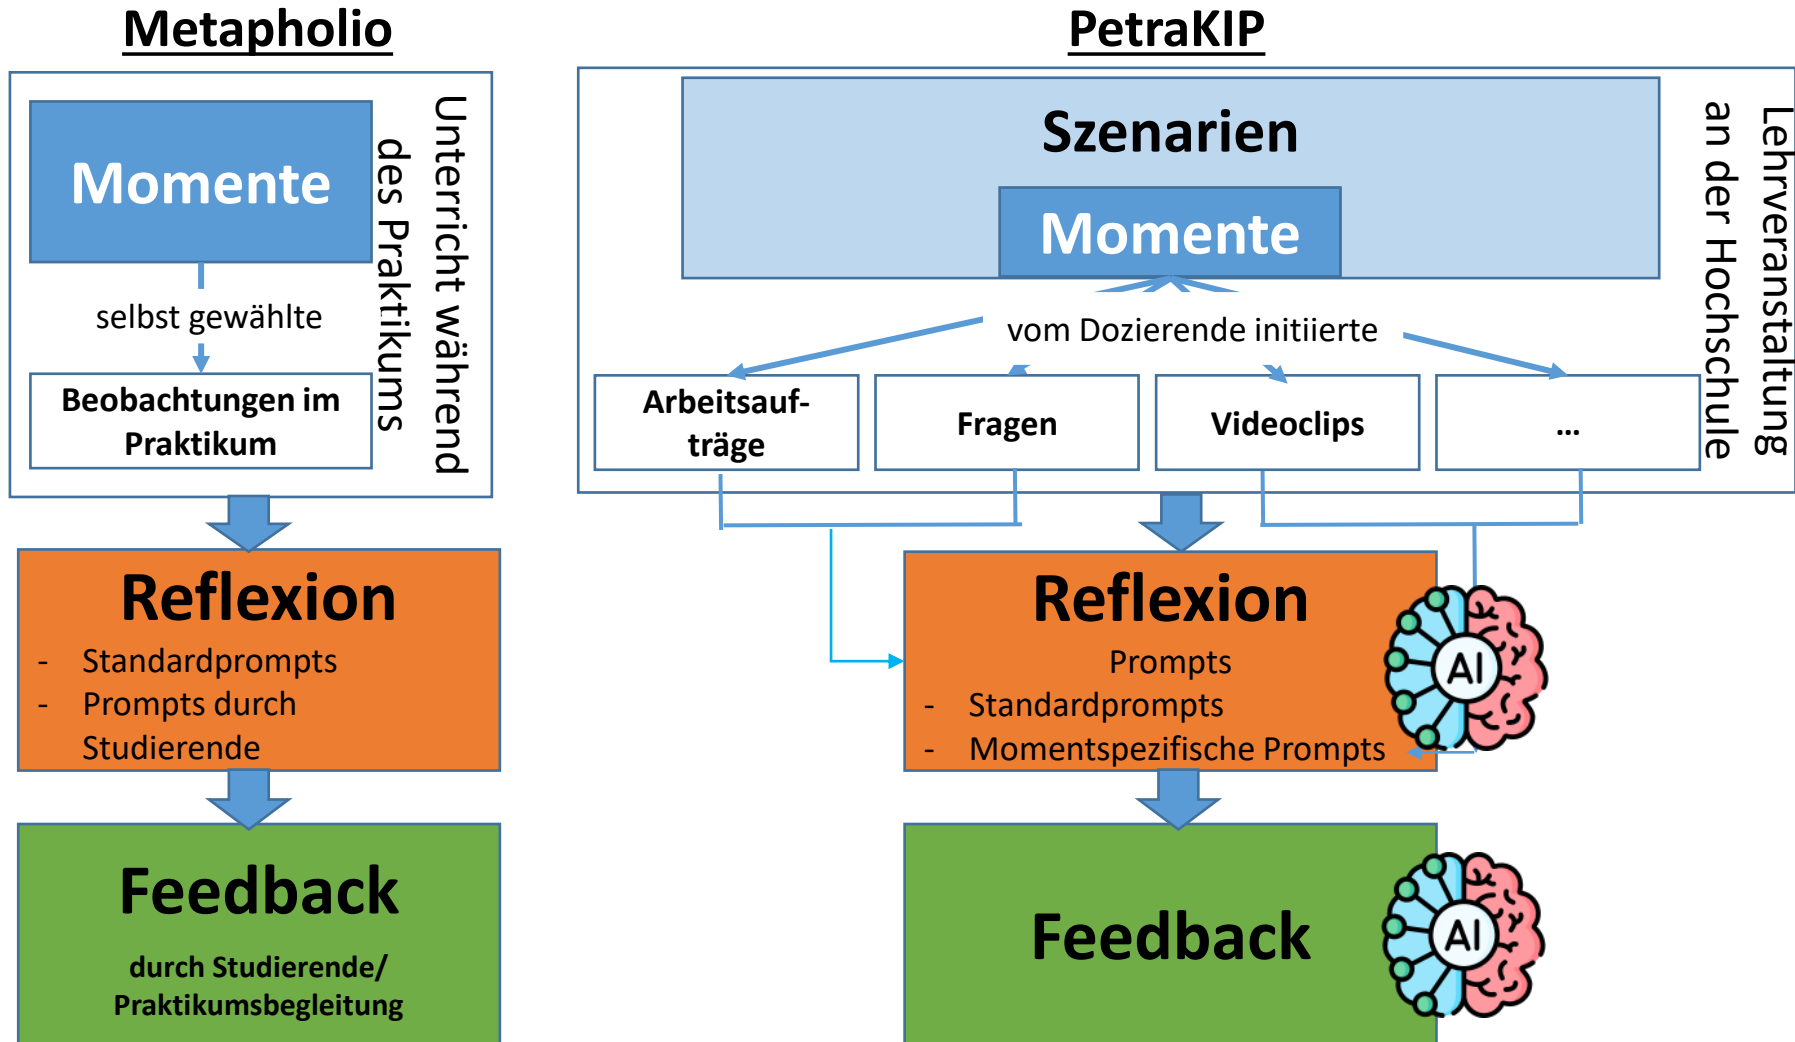 Metapholio
Momente
selbst gewählte
Beobachtungen im
Praktikum
Unterricht während
des Praktikums
Reflexion
- Standardprompts
- Prompts durch
Studierende
Feedback
durch Studierende/
Praktikumsbegleitung
PetraKIP
Szenarien
Momente
vom Dozierende initiierte
Arbeitsauf-
träge
Fragen
Videoclips
...
Lehrveranstaltung
an der Hochschule
Reflexion
Prompts
- Standardprompts
- Momentspezifische Prompts
AI
Feedback
AI